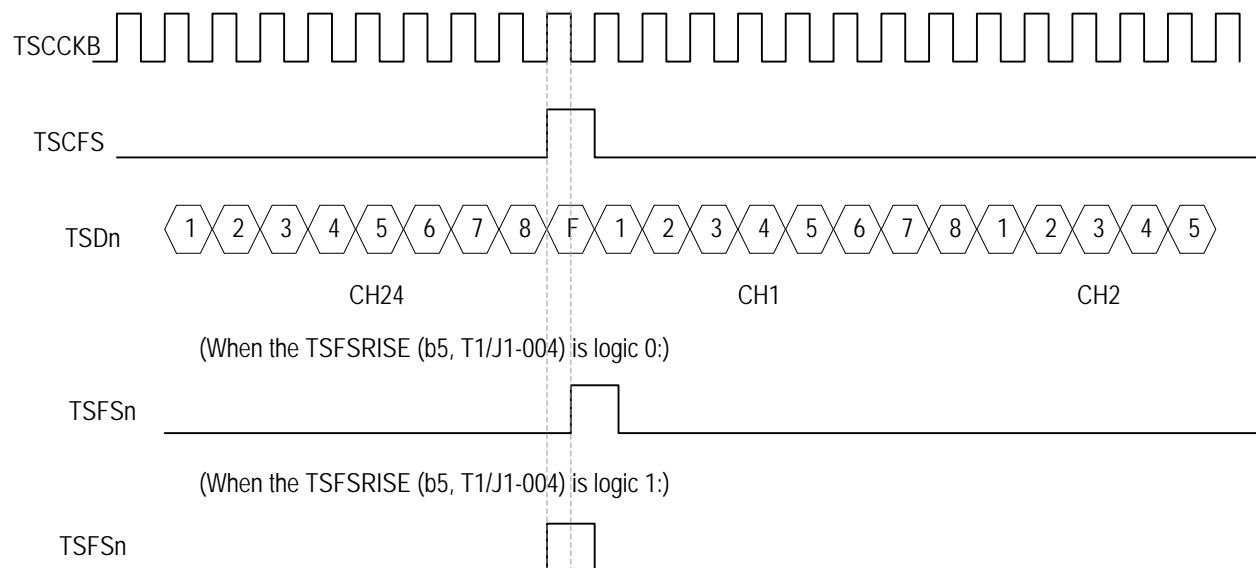 TSCCKB
TSCFS
TSDn 1 2 3 4 5 6 7 8 F 1 2 3 4 5 6 7 8 1 2 3 4 5
CH24 CH1 CH2
(When the TSFSRISE (b5, T1/J1-004) is logic 0:)
TSFSn
(When the TSFSRISE (b5, T1/J1-004) is logic 1:)
TSFSn